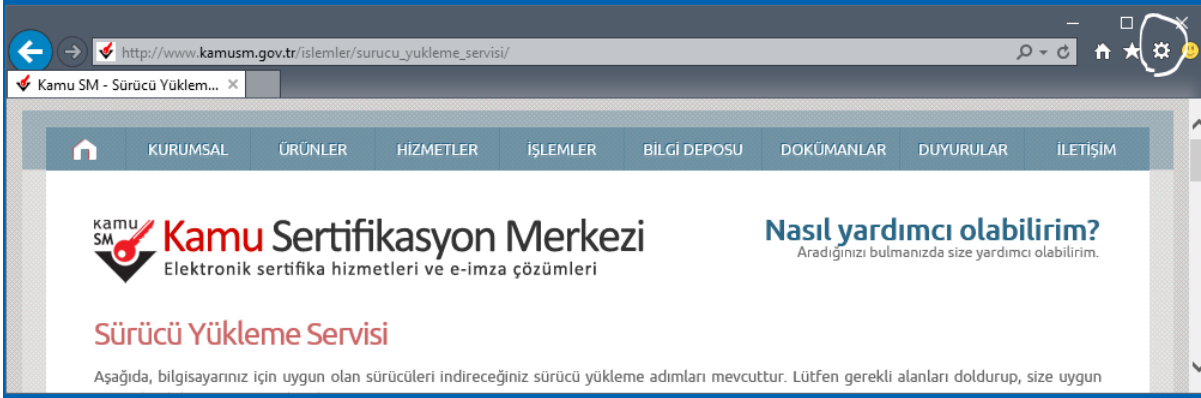 http://www.kamusm.gov.tr/islemler/surucu_yukleme_servisi/
Kamu SM - Sürücü Yüklem...
KURUMSAL ÜRÜNLER HİZMETLER İŞLEMLER BİLGİ DEPOSU DOKÜMANLAR DUYURULAR İLETİŞİM
Kamu SM Kamu Sertifikasyon Merkezi
Elektronik sertifika hizmetleri ve e-imza çözümleri
Nasıl yardımcı olabilirim?
Aradığınızı bulmanızda size yardımcı olabilirim.
Sürücü Yükleme Servisi
Aşağıda, bilgisayarınız için uygun olan sürücüleri indireceğiniz sürücü yükleme adımları mevcuttur. Lütfen gerekli alanları doldurup, size uygun